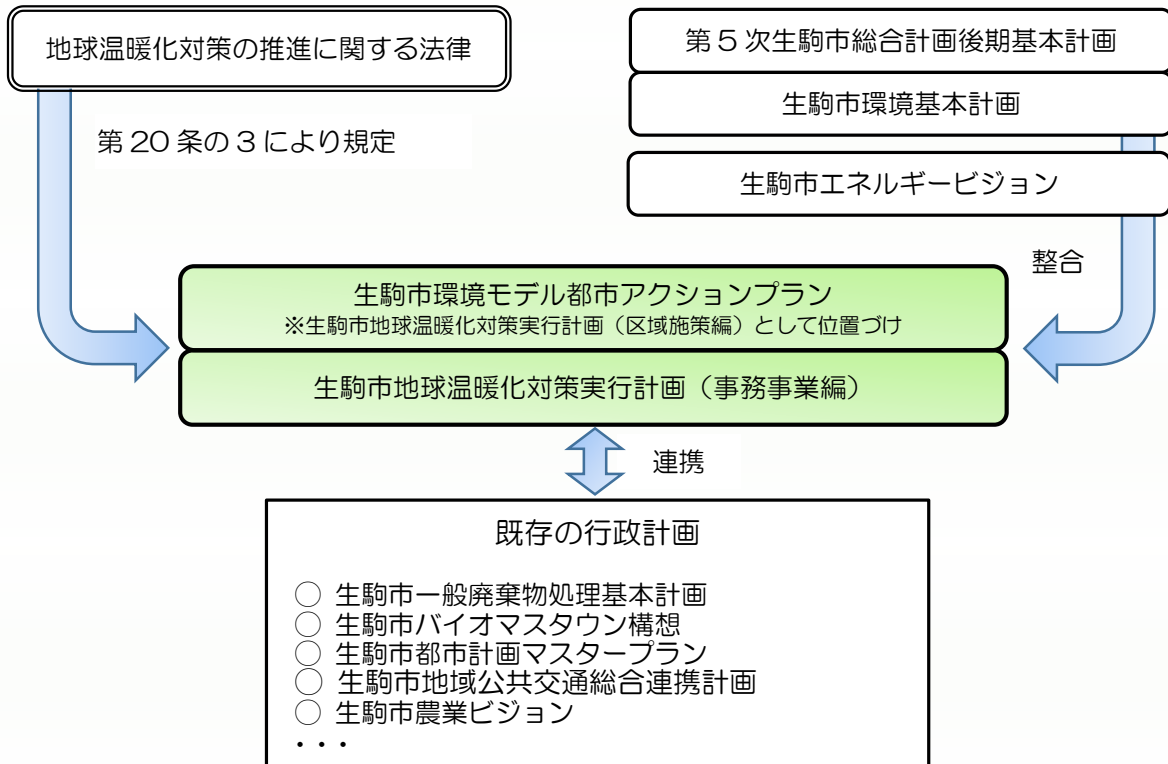 地球温暖化対策の推進に関する法律
第20条の3により規定
第5次生駒市総合計画後期基本計画
生駒市環境基本計画
生駒市エネルギービジョン
整合
生駒市環境モデル都市アクションプラン
※生駒市地球温暖化対策実行計画（区域施策編）として位置づけ
生駒市地球温暖化対策実行計画（事務事業編）
連携
既存の行政計画
○ 生駒市一般廃棄物処理基本計画
○ 生駒市バイオマスタウン構想
○ 生駒市都市計画マスタープラン
○ 生駒市地域公共交通総合連携計画
○ 生駒市農業ビジョン
・・・